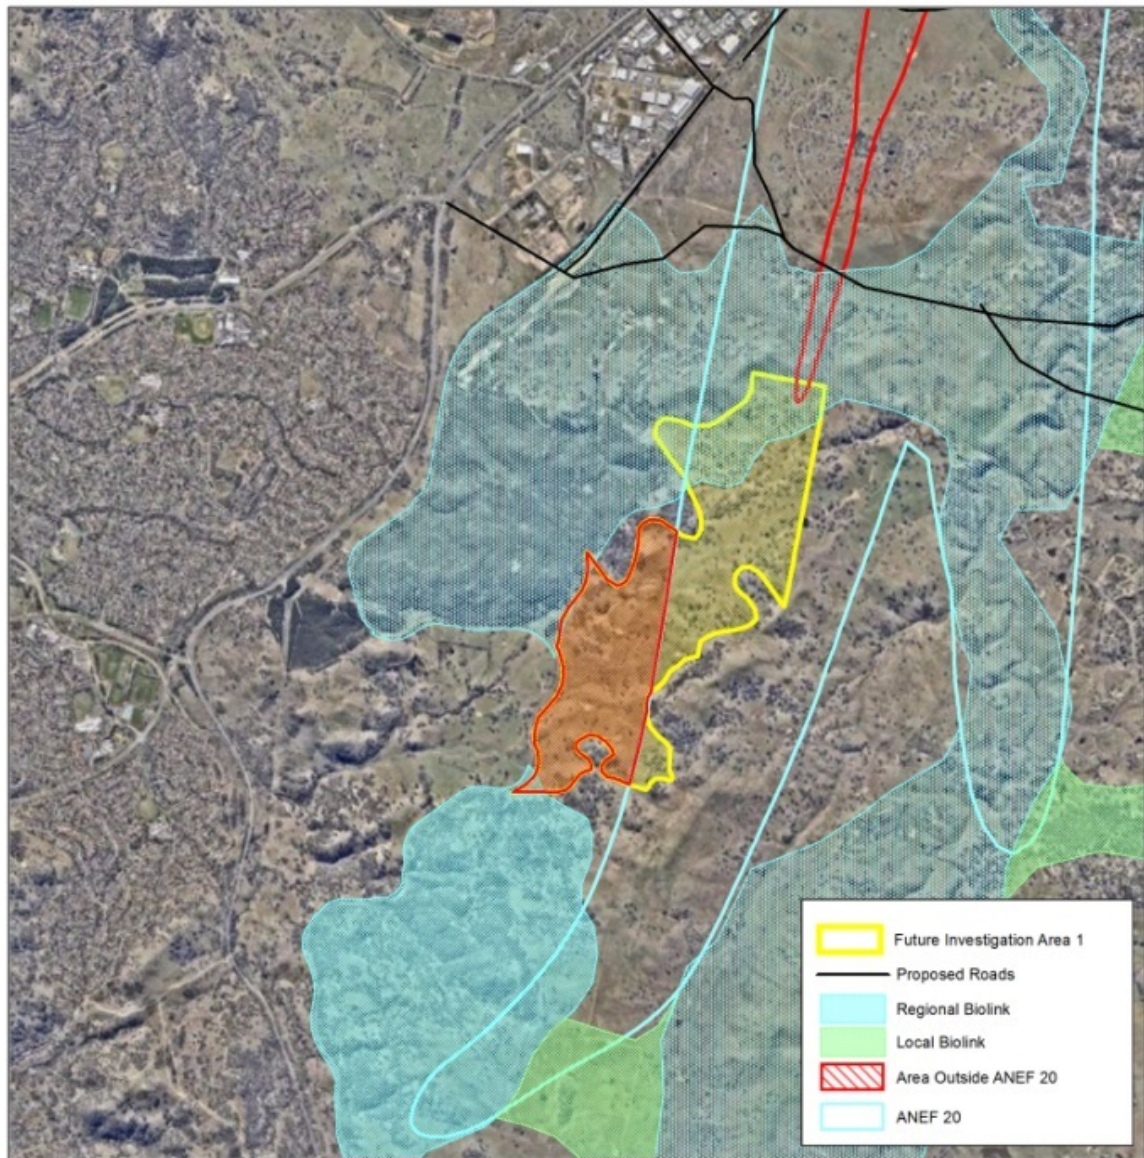 Future Investigation Area 1
Proposed Roads
Regional Biolink
Local Biolink
Area Outside ANEF 20
ANEF 20